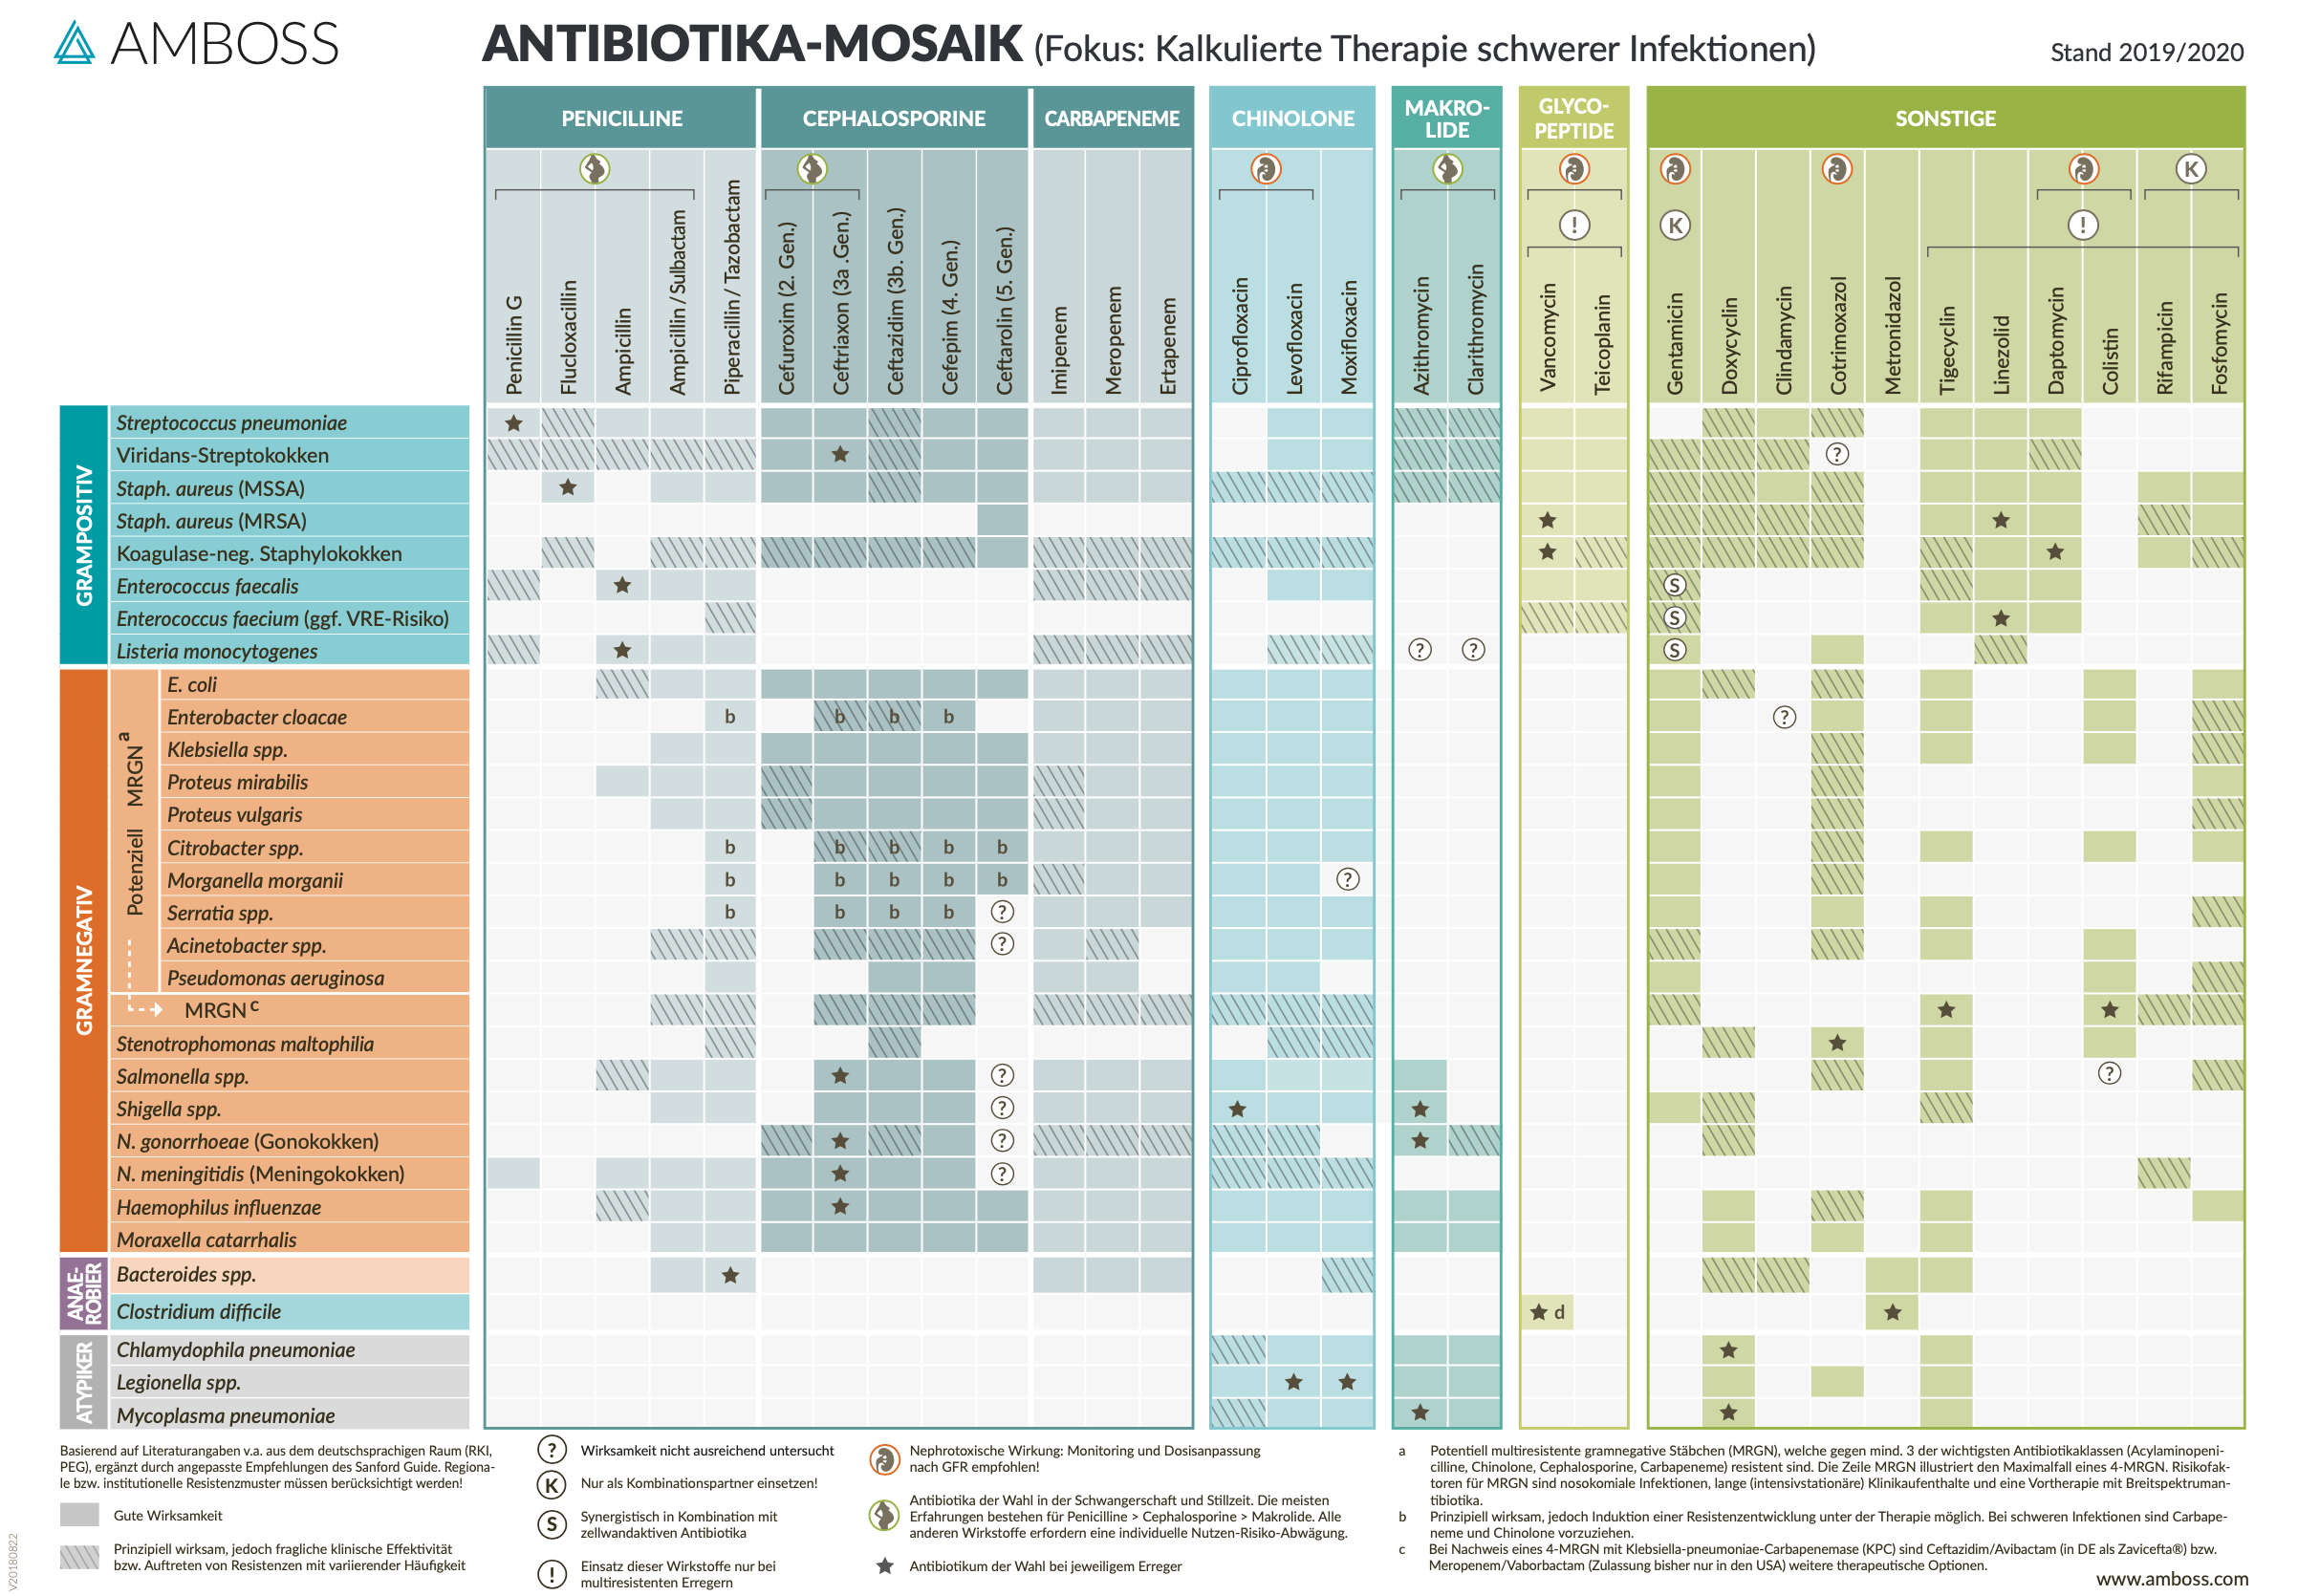 AMBOSS
ANTIBIOTIKA-MOSAIK (Fokus: Kalkulierte Therapie schwerer Infektionen)
Stand 2019/2020
PENICILLINE
CEPHALOSPORINE
CARBAPENEME
CHINOLONE
MAKRO-
LIDE
GLYCO-
PEPTIDE
SONSTIGE
K
! K !
Penicillin G
Flucloxacillin
Ampicillin
Ampicillin / Sulbactam
Piperacillin / Tazobactam
Cefuroxim (2. Gen.)
Ceftriaxon (3a .Gen.)
Ceftazidim (3b. Gen.)
Cefepim (4. Gen.)
Ceftarolin (5. Gen.)
Imipenem
Meropenem
Ertapenem
Ciprofloxacin
Levofloxacin
Moxifloxacin
Azithromycin
Clarithromycin
Vancomycin
Teicoplanin
Gentamicin
Doxycyclin
Clindamycin
Cotrimoxazol
Metronidazol
Tigecyclin
Linezolid
Daptomycin
Colistin
Rifampicin
Fosfomycin
GRAMPOSITIV
Streptococcus pneumoniae
Viridans-Streptokokken ?
Staph. aureus (MSSA)
Staph. aureus (MRSA)
Koagulase-neg. Staphylokokken
Enterococcus faecalis S
Enterococcus faecium (ggf. VRE-Risiko) S
Listeria monocytogenes ? ? S
GRAMNEGATIV
Potenziell MRGN a
E. coli
Enterobacter cloacae b b b b ?
Klebsiella spp.
Proteus mirabilis
Proteus vulgaris
Citrobacter spp. b b b b b
Morganella morganii b b b b b ?
Serratia spp. b b b b ?
Acinetobacter spp. ?
Pseudomonas aeruginosa
MRGN c
Stenotrophomonas maltophilia
Salmonella spp. ? ?
Shigella spp. ?
N. gonorrhoeae (Gonokokken) ?
N. meningitidis (Meningokokken) ?
Haemophilus influenzae
Moraxella catarrhalis
ANAE-
ROBIER
Bacteroides spp.
Clostridium difficile d
ATYPIKER
Chlamydophila pneumoniae
Legionella spp.
Mycoplasma pneumoniae
Basierend auf Literaturangaben v.a. aus dem deutschsprachigen Raum (RKI,
PEG), ergänzt durch angepasste Empfehlungen des Sanford Guide. Regiona-
le bzw. institutionelle Resistenzmuster müssen berücksichtigt werden!
Gute Wirksamkeit
Prinzipiell wirksam, jedoch fragliche klinische Effektivität
bzw. Auftreten von Resistenzen mit variierender Häufigkeit
? Wirksamkeit nicht ausreichend untersucht
K Nur als Kombinationspartner einsetzen!
S Synergistisch in Kombination mit
zellwandaktiven Antibiotika
! Einsatz dieser Wirkstoffe nur bei
multiresistenten Erregern
Nephrotoxische Wirkung: Monitoring und Dosisanpassung
nach GFR empfohlen!
Antibiotika der Wahl in der Schwangerschaft und Stillzeit. Die meisten
Erfahrungen bestehen für Penicilline > Cephalosporine > Makrolide. Alle
anderen Wirkstoffe erfordern eine individuelle Nutzen-Risiko-Abwägung.
Antibiotikum der Wahl bei jeweiligem Erreger
a Potentiell multiresistente gramnegative Stäbchen (MRGN), welche gegen mind. 3 der wichtigsten Antibiotikaklassen (Acylaminopeni-
cilline, Chinolone, Cephalosporine, Carbapeneme) resistent sind. Die Zeile MRGN illustriert den Maximalfall eines 4-MRGN. Risikofak-
toren für MRGN sind nosokomiale Infektionen, lange (intensivstationäre) Klinikaufenthalte und eine Vortherapie mit Breitspektruman-
tibiotika.
b Prinzipiell wirksam, jedoch Induktion einer Resistenzentwicklung unter der Therapie möglich. Bei schweren Infektionen sind Carbape-
neme und Chinolone vorzuziehen.
c Bei Nachweis eines 4-MRGN mit Klebsiella-pneumoniae-Carbapenemase (KPC) sind Ceftazidim/Avibactam (in DE als Zavicefta®) bzw.
Meropenem/Vaborbactam (Zulassung bisher nur in den USA) weitere therapeutische Optionen.
www.amboss.com
V20180822